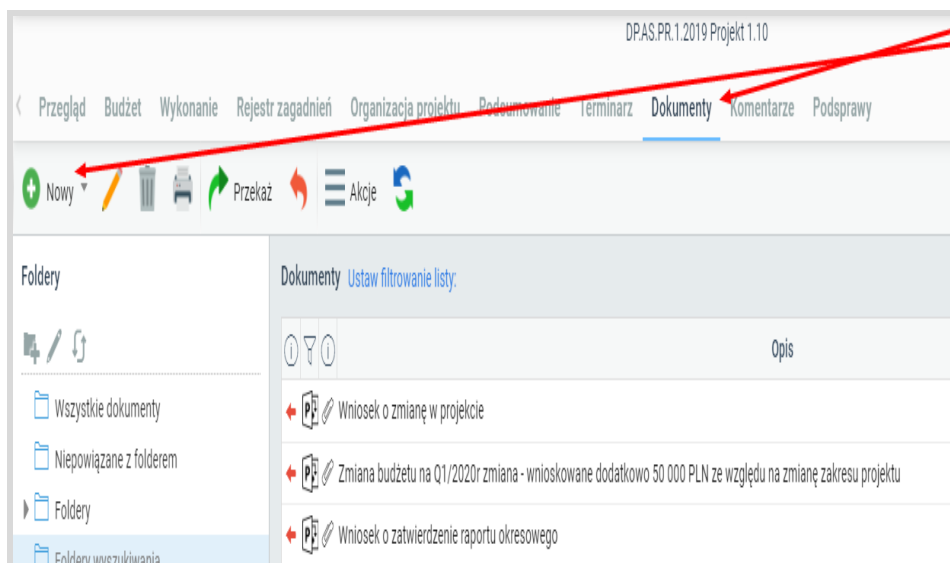 DP.AS.PR.1.2019 Projekt 1.10
Przegląd Budżet Wykonanie Rejestr zagadnień Organizacja projektu Podsumowanie Terminarz Dokumenty Komentarze Podsprawy
Nowy Przekaż Akcje
Foldery
Dokumenty Ustaw filtrowanie listy:
Opis
Wszystkie dokumenty
Wniosek o zmianę w projekcie
Niepowiązane z folderem
Zmiana budżetu na Q1/2020r zmiana - wnioskowane dodatkowo 50 000 PLN ze względu na zmianę zakresu projektu
Foldery
Wniosek o zatwierdzenie raportu okresowego
Foldery wyszukiwania